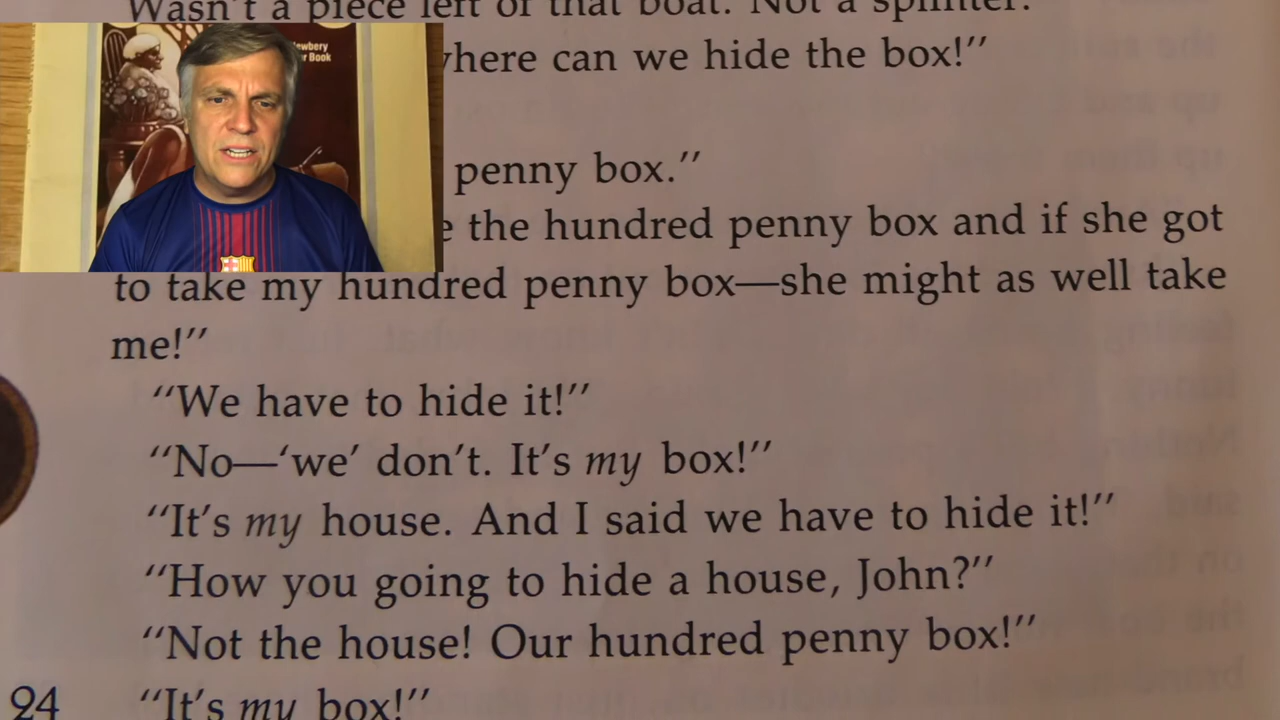 Wasn't a piece left of that boat. Not a splinter.
where can we hide the box!”
penny box.”
e the hundred penny box and if she got
to take my hundred penny box—she might as well take
me!”
“We have to hide it!”
“No—‘we’ don’t. It’s my box!”
“It’s my house. And I said we have to hide it!”
“How you going to hide a house, John?”
“Not the house! Our hundred penny box!”
24 “It’s my box!”
ewbery
r Book